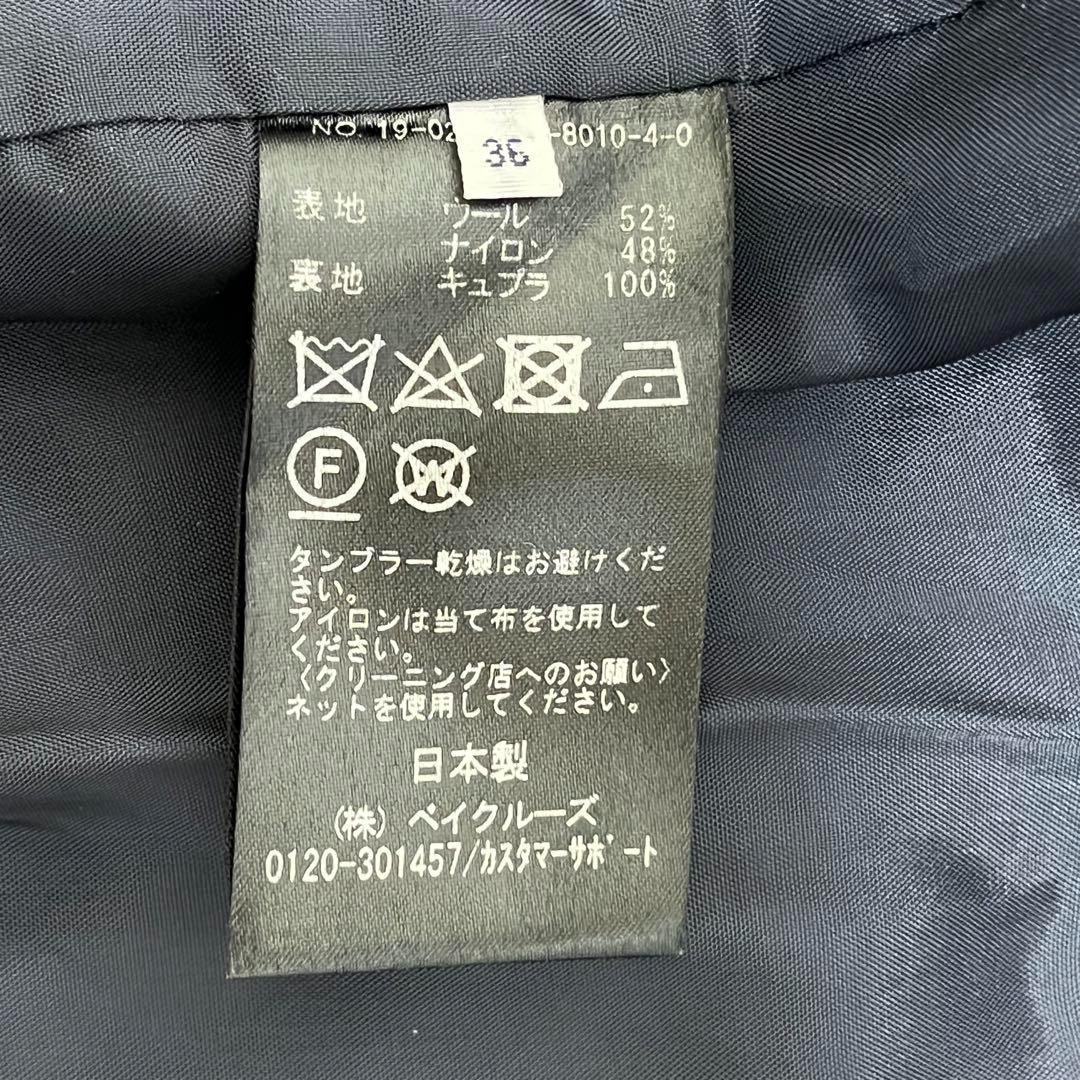 NO. 19-02 -8010-4-0
36
表地 ウール 52%
ナイロン 48%
裏地 キュプラ 100%
F W
タンブラー乾燥はお避けくだ
さい。
アイロンは当て布を使用して
ください。
〈クリーニング店へのお願い〉
ネットを使用してください。
日本製
(株) ベイクルーズ
0120-301457/カスタマーサポート